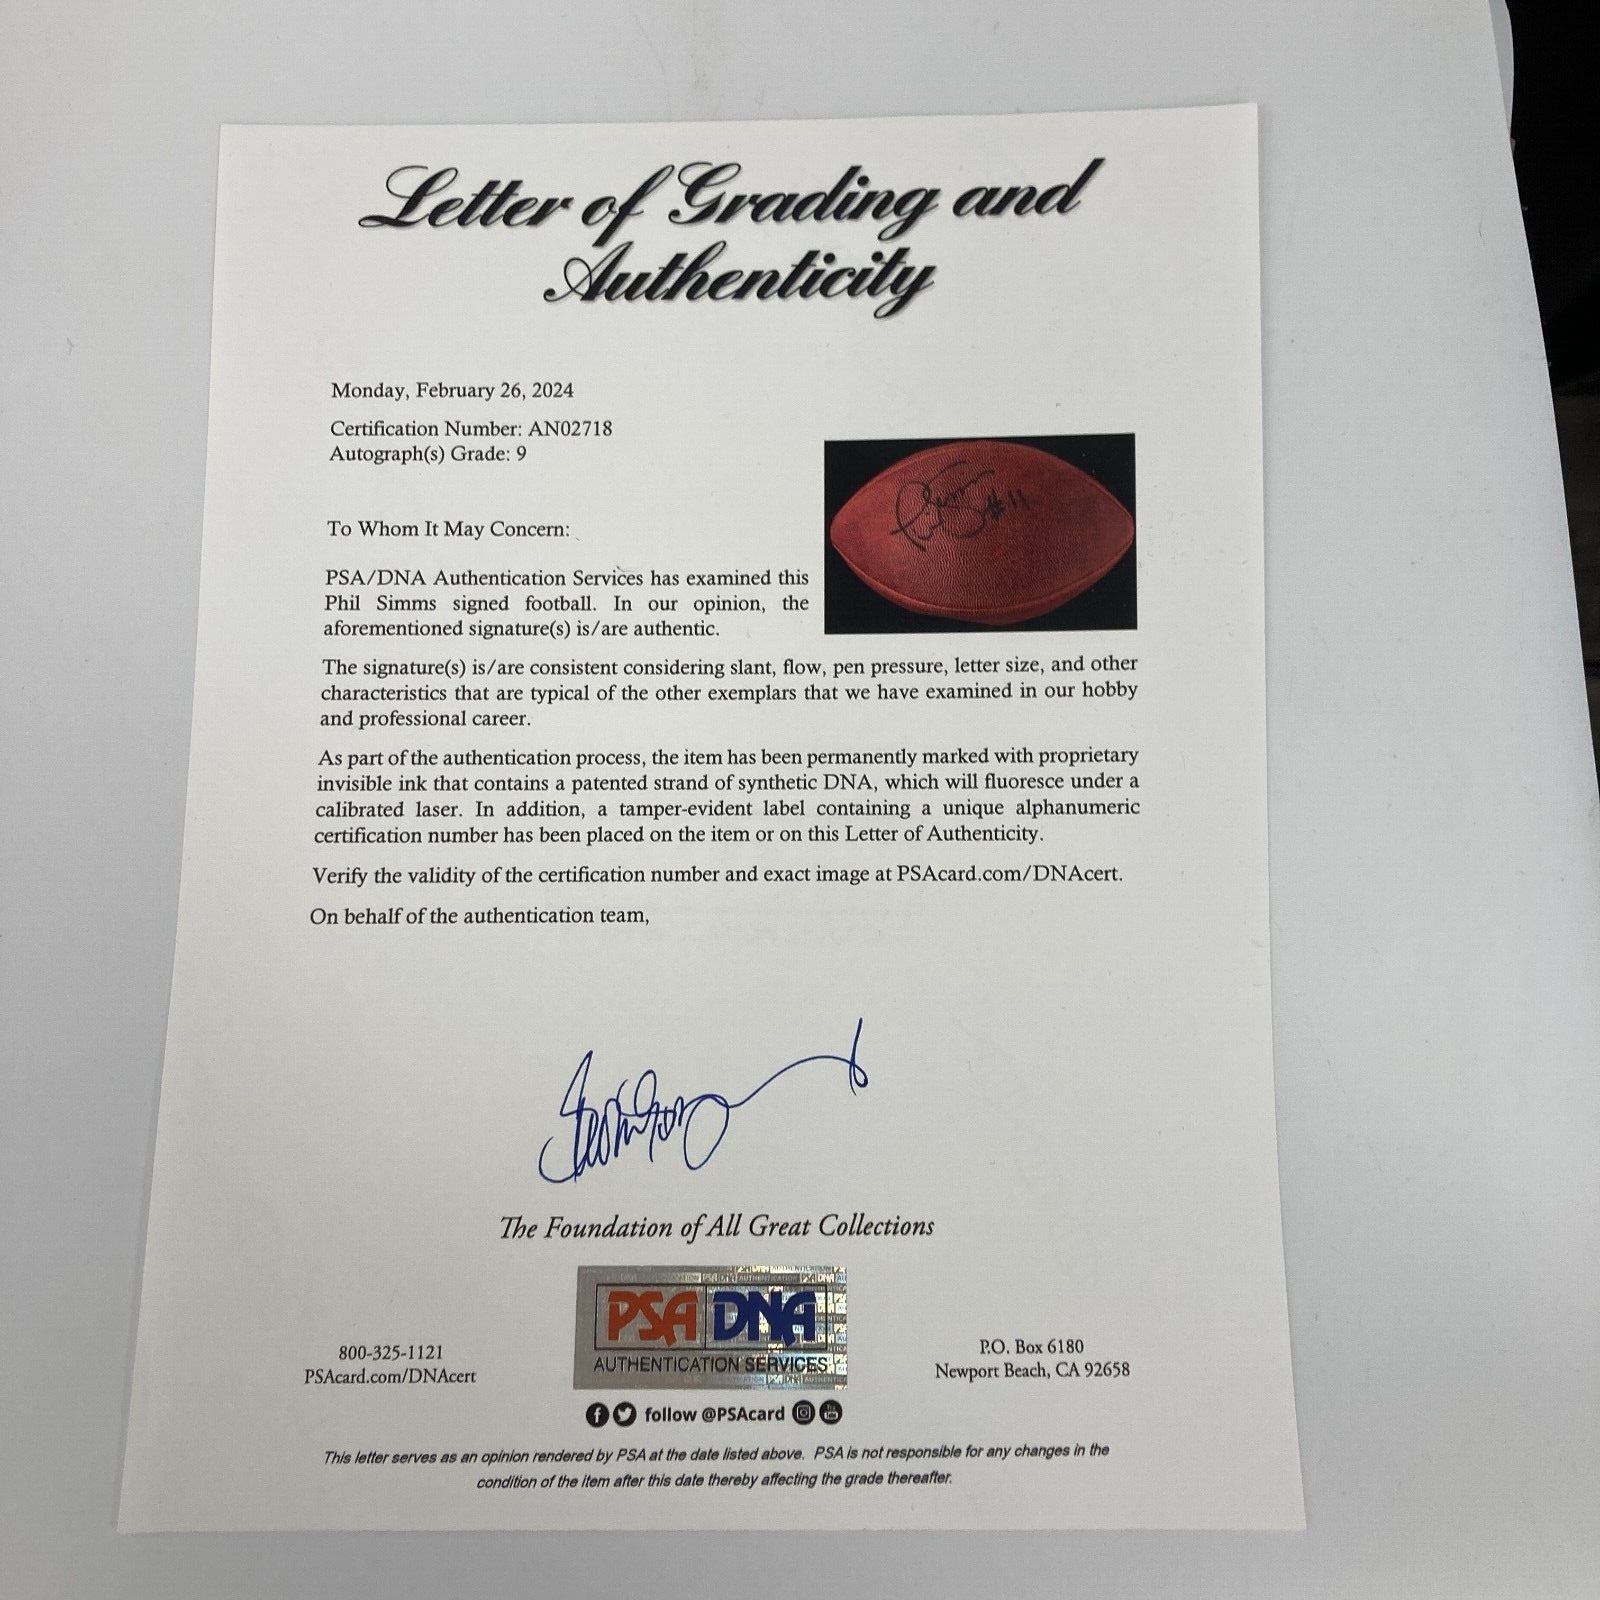 Letter of Grading and
Authenticity
Monday, February 26, 2024
Certification Number: AN02718
Autograph(s) Grade: 9
#11
To Whom It May Concern:
PSA/DNA Authentication Services has examined this
Phil Simms signed football. In our opinion, the
aforementioned signature(s) is/are authentic.
The signature(s) is/are consistent considering slant, flow, pen pressure, letter size, and other
characteristics that are typical of the other exemplars that we have examined in our hobby
and professional career.
As part of the authentication process, the item has been permanently marked with proprietary
invisible ink that contains a patented strand of synthetic DNA, which will fluoresce under a
calibrated laser. In addition, a tamper-evident label containing a unique alphanumeric
certification number has been placed on the item or on this Letter of Authenticity.
Verify the validity of the certification number and exact image at PSAcard.com/DNAcert.
On behalf of the authentication team,
The Foundation of All Great Collections
PSA DNA
AUTHENTICATION SERVICES
800-325-1121
PSAcard.com/DNAcert
P.O. Box 6180
Newport Beach, CA 92658
follow @PSAcard
This letter serves as an opinion rendered by PSA at the date listed above. PSA is not responsible for any changes in the
condition of the item after this date thereby affecting the grade thereafter.